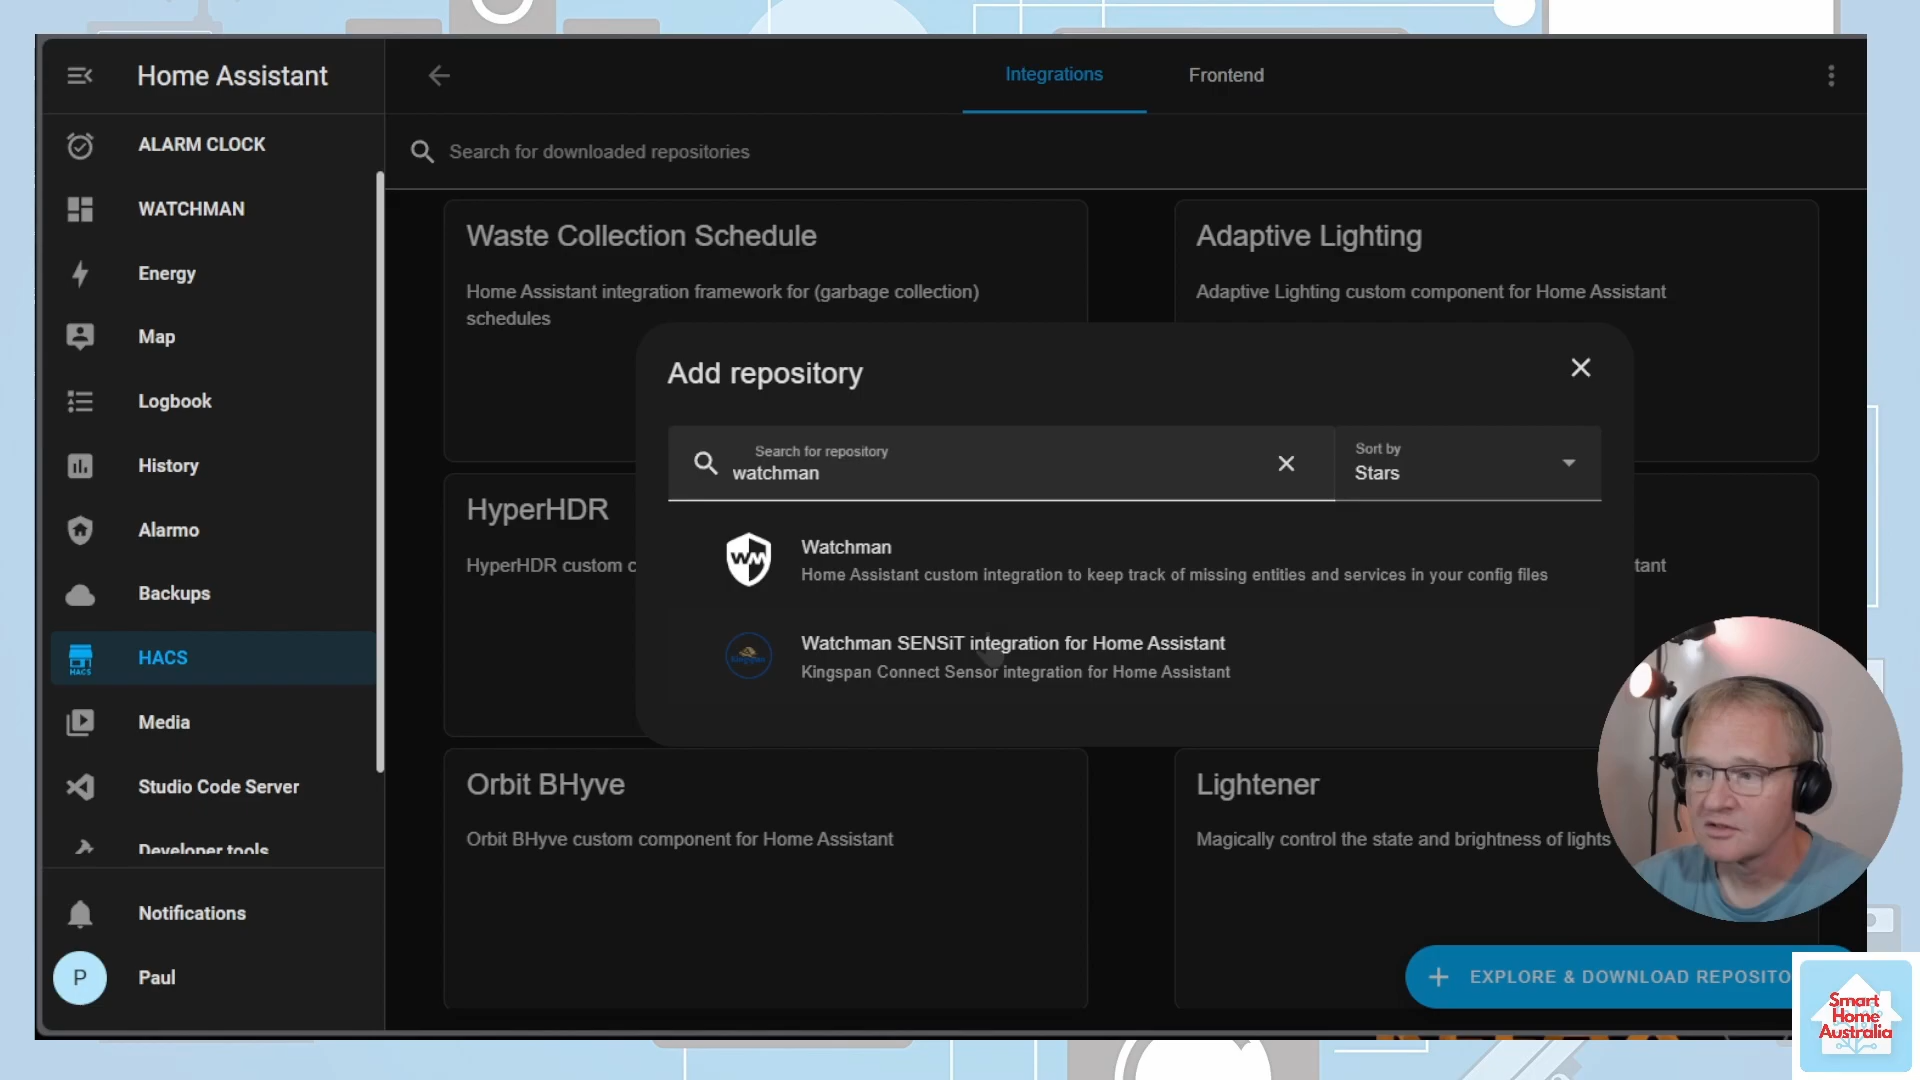 Home Assistant
ALARM CLOCK
WATCHMAN
Energy
Map
Logbook
History
Alarmo
Backups
HACS
HACS
Media
Studio Code Server
Developer tools
Notifications
P
Paul
Integrations
Frontend
Search for downloaded repositories
Waste Collection Schedule
Home Assistant integration framework for (garbage collection)
schedules
Adaptive Lighting
Adaptive Lighting custom component for Home Assistant
HyperHDR
HyperHDR custom c
tant
Add repository
Search for repository
watchman
Sort by
Stars
WM
Watchman
Home Assistant custom integration to keep track of missing entities and services in your config files
Kingspan
Watchman SENSiT integration for Home Assistant
Kingspan Connect Sensor integration for Home Assistant
Orbit BHyve
Orbit BHyve custom component for Home Assistant
Lightener
Magically control the state and brightness of lights
EXPLORE & DOWNLOAD REPOSITO
Smart
Home
Australia